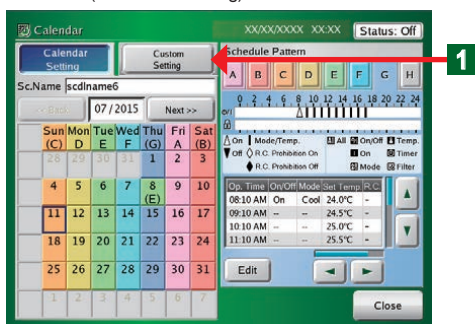 Calendar XX/XX/XXXX XX:XX Status: Off
Calendar Setting
Custom Setting
1
Sc.Name scdlname6
<< Back 07 / 2015 Next >>
Sun (C) Mon D Tue E Wed F Thu (G) Fri A Sat (B)
28 29 30 31 1 2 3
4 5 6 7 8 (E) 9 10
11 12 13 14 15 16 17
18 19 20 21 22 23 24
25 26 27 28 29 30 31
1 2 3 4 5 6 7
Schedule Pattern
A B C D E F G H
0 2 4 6 8 10 12 14 16 18 20 22 24
On Mode/Temp. All On/Off Temp.
Off R.C. Prohibition On On Timer
R.C. Prohibition Off Mode Filter
Op. Time On/Off Mode Set Temp. R.C.
08:10 AM On Cool 24.0°C -
09:10 AM -- -- 24.5°C -
10:10 AM -- -- 25.0°C -
11:10 AM -- -- 25.5°C -
Edit
Close